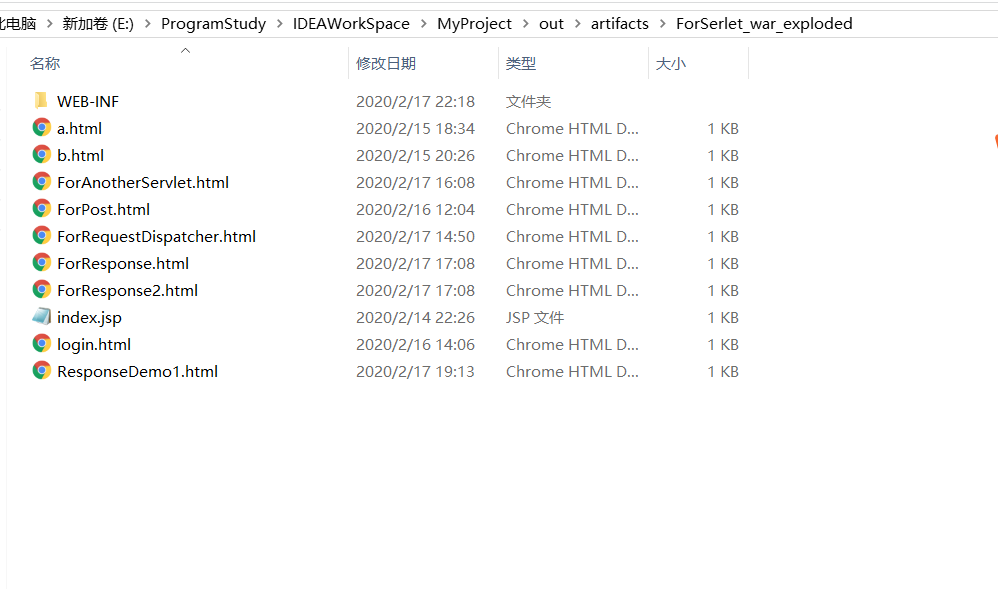 此电脑 > 新加卷 (E:) > ProgramStudy > IDEAWorkSpace > MyProject > out > artifacts > ForSerlet_war_exploded
名称 修改日期 类型 大小
WEB-INF 2020/2/17 22:18 文件夹
a.html 2020/2/15 18:34 Chrome HTML D... 1 KB
b.html 2020/2/15 20:26 Chrome HTML D... 1 KB
ForAnotherServlet.html 2020/2/17 16:08 Chrome HTML D... 1 KB
ForPost.html 2020/2/16 12:04 Chrome HTML D... 1 KB
ForRequestDispatcher.html 2020/2/17 14:50 Chrome HTML D... 1 KB
ForResponse.html 2020/2/17 17:08 Chrome HTML D... 1 KB
ForResponse2.html 2020/2/17 17:08 Chrome HTML D... 1 KB
index.jsp 2020/2/14 22:26 JSP 文件 1 KB
login.html 2020/2/16 14:06 Chrome HTML D... 1 KB
ResponseDemo1.html 2020/2/17 19:13 Chrome HTML D... 1 KB